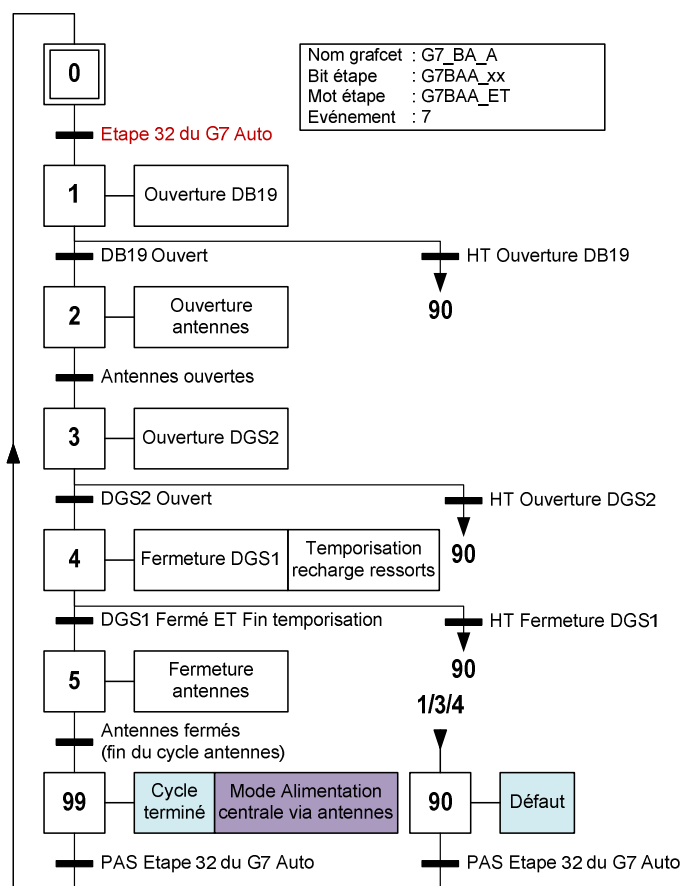 0
Nom grafcet : G7_BA_A
Bit étape : G7BAA_xx
Mot étape : G7BAA_ET
Evénement : 7
Etape 32 du G7 Auto
1
Ouverture DB19
DB19 Ouvert
HT Ouverture DB19
90
2
Ouverture
antennes
Antennes ouvertes
3
Ouverture DGS2
DGS2 Ouvert
HT Ouverture DGS2
90
4
Fermeture DGS1
Temporisation
recharge ressorts
DGS1 Fermé ET Fin temporisation
HT Fermeture DGS1
90
5
Fermeture
antennes
1/3/4
Antennes fermés
(fin du cycle antennes)
99
Cycle
terminé
Mode Alimentation
centrale via antennes
90
Défaut
PAS Etape 32 du G7 Auto
PAS Etape 32 du G7 Auto